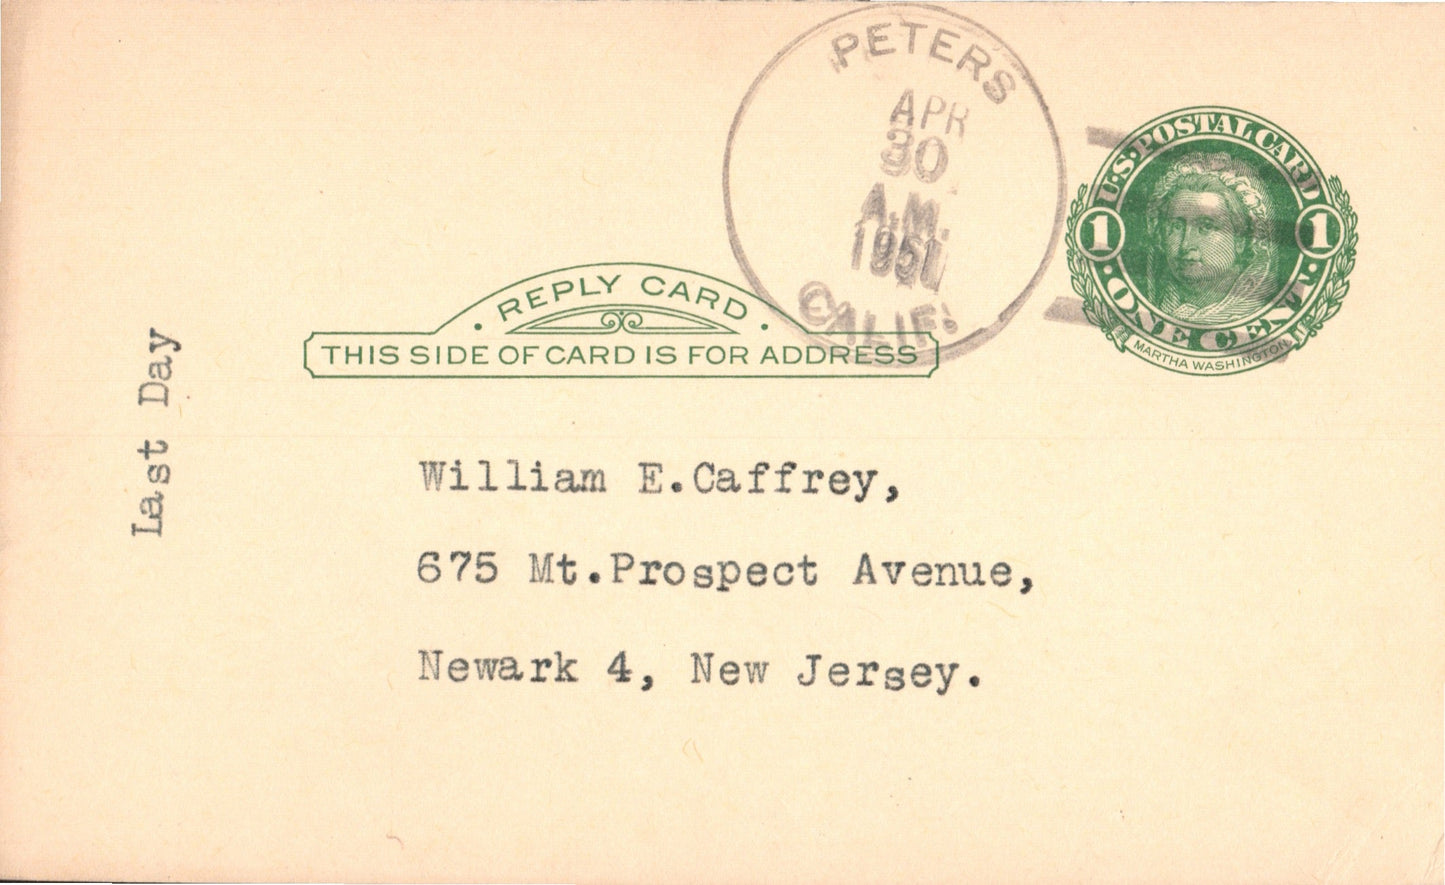 PETERS
APR
30
A.M.
1951
CALIF.
U.S. POSTAL CARD
1 1
ONE CENT
MARTHA WASHINGTON
· REPLY CARD ·
THIS SIDE OF CARD IS FOR ADDRESS
Last Day
William E.Caffrey,
675 Mt.Prospect Avenue,
Newark 4, New Jersey.